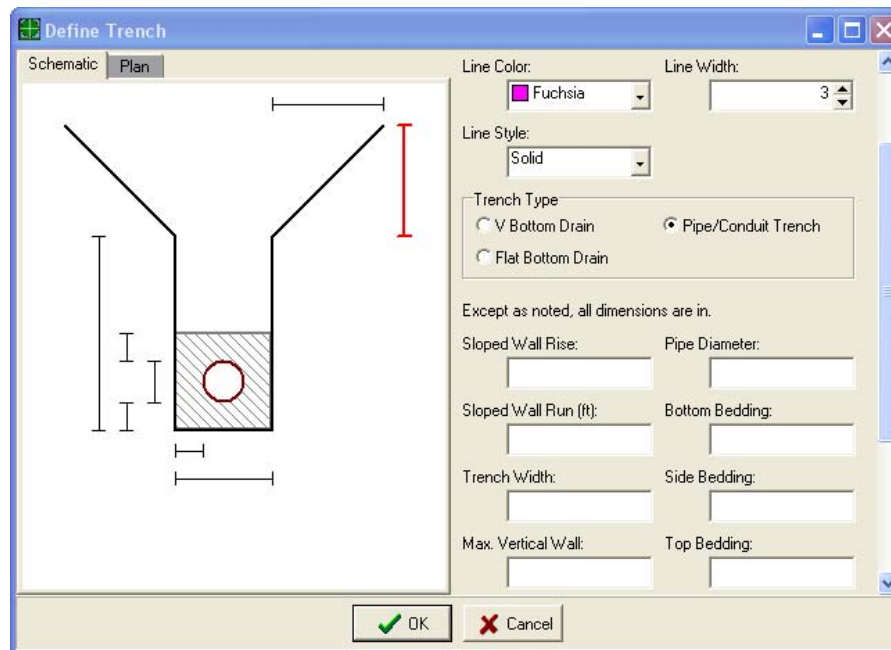 Define Trench
Schematic Plan
Line Color: Line Width:
Fuchsia 3
Line Style:
Solid
Trench Type
V Bottom Drain Pipe/Conduit Trench
Flat Bottom Drain
Except as noted, all dimensions are in.
Sloped Wall Rise: Pipe Diameter:
Sloped Wall Run (ft): Bottom Bedding:
Trench Width: Side Bedding:
Max. Vertical Wall: Top Bedding:
OK Cancel